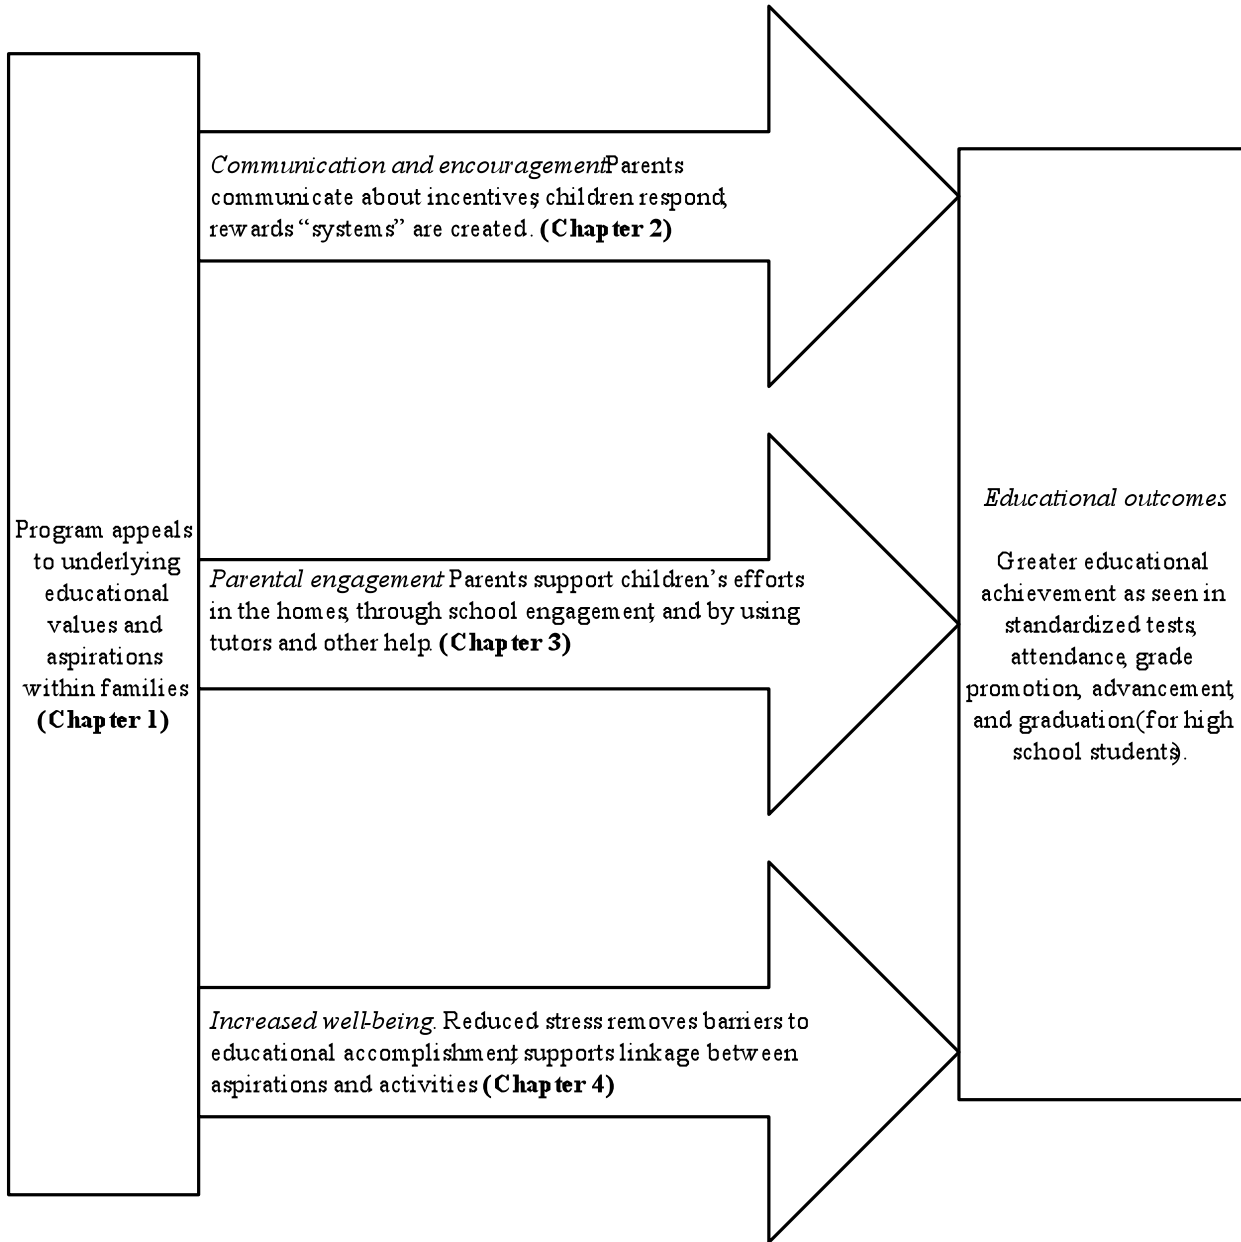 Communication and encouragement Parents
communicate about incentives, children respond,
rewards “systems” are created. (Chapter 2)
Program appeals
to underlying
educational
values and
aspirations
within families
(Chapter 1)
Parental engagement Parents support children’s efforts
in the homes, through school engagement, and by using
tutors and other help. (Chapter 3)
Increased well-being. Reduced stress removes barriers to
educational accomplishment; supports linkage between
aspirations and activities (Chapter 4)
Educational outcomes
Greater educational
achievement as seen in
standardized tests,
attendance, grade
promotion, advancement,
and graduation (for high
school students).